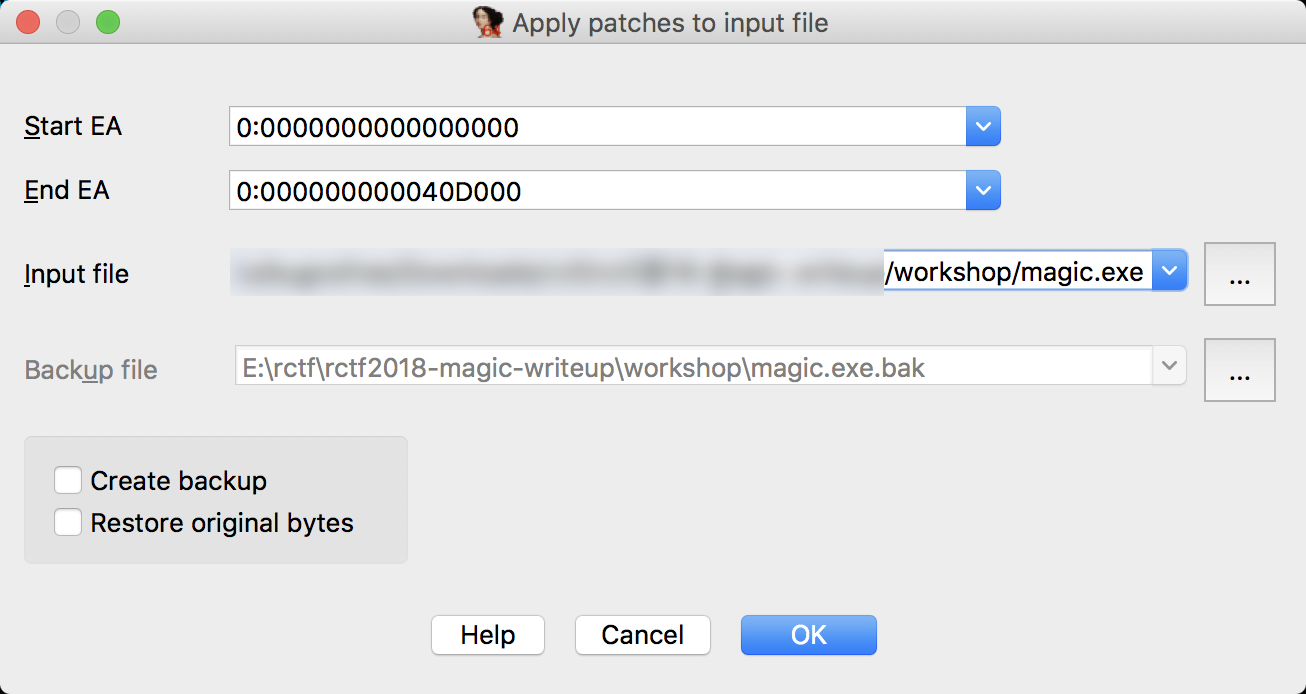 Apply patches to input file
Start EA 0:0000000000000000
End EA 0:000000000040D000
Input file /workshop/magic.exe ...
Backup file E:\rctf\rctf2018-magic-writeup\workshop\magic.exe.bak ...
Create backup
Restore original bytes
Help Cancel OK